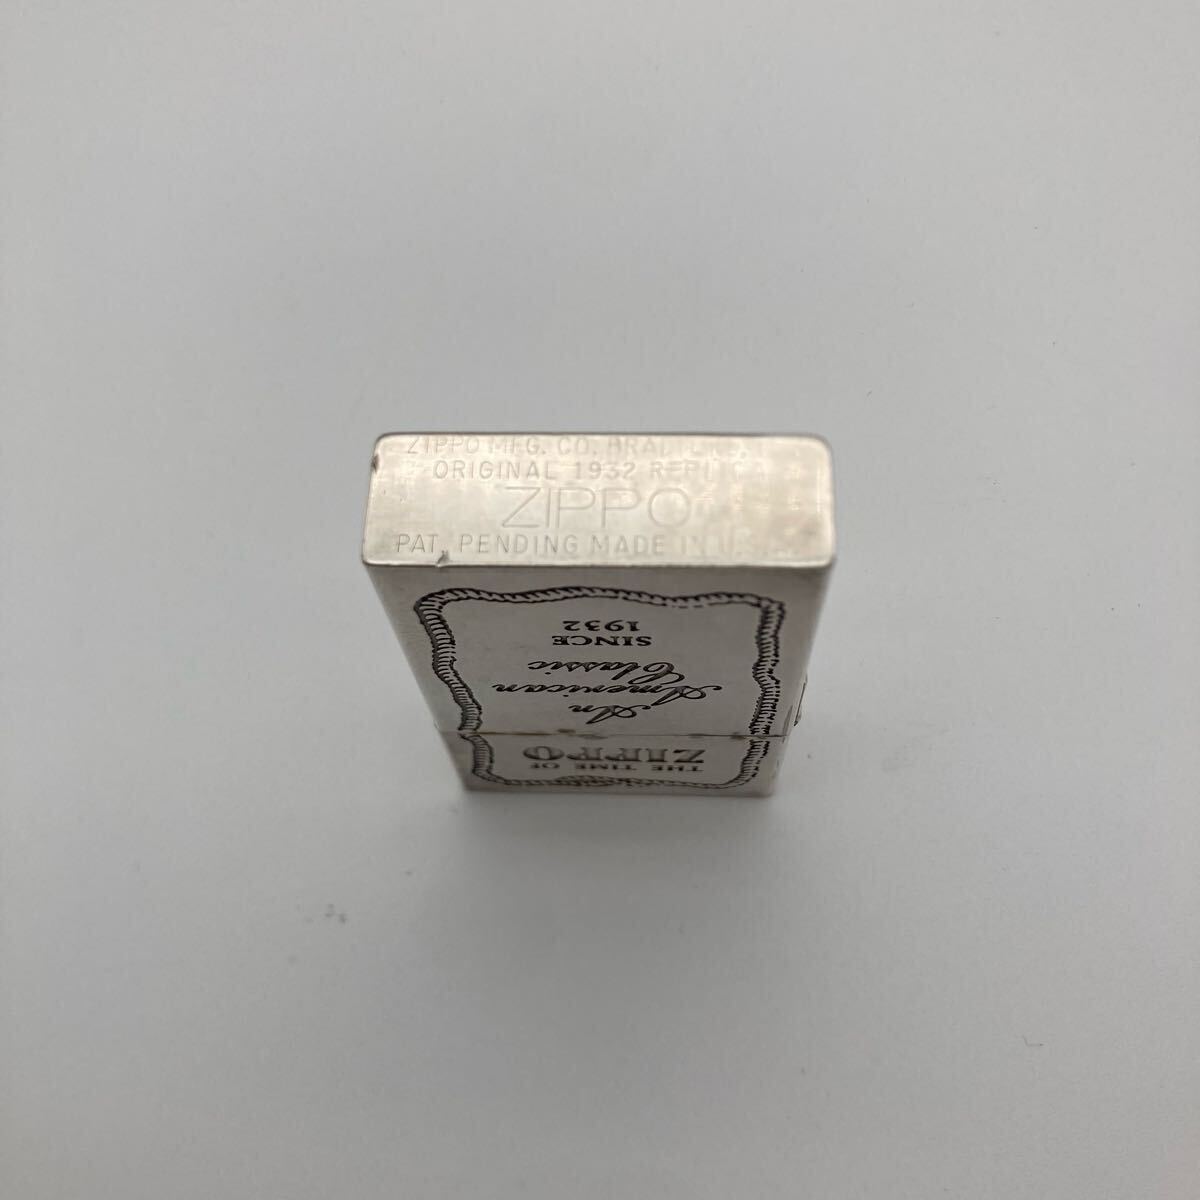 ZIPPO MFG. CO.
ORIGINAL 1932 REPLICA
ZIPPO
PAT. PENDING MADE IN U.S.
THE TIME OF
ZIPPO
An
American
Classic
SINCE
1932